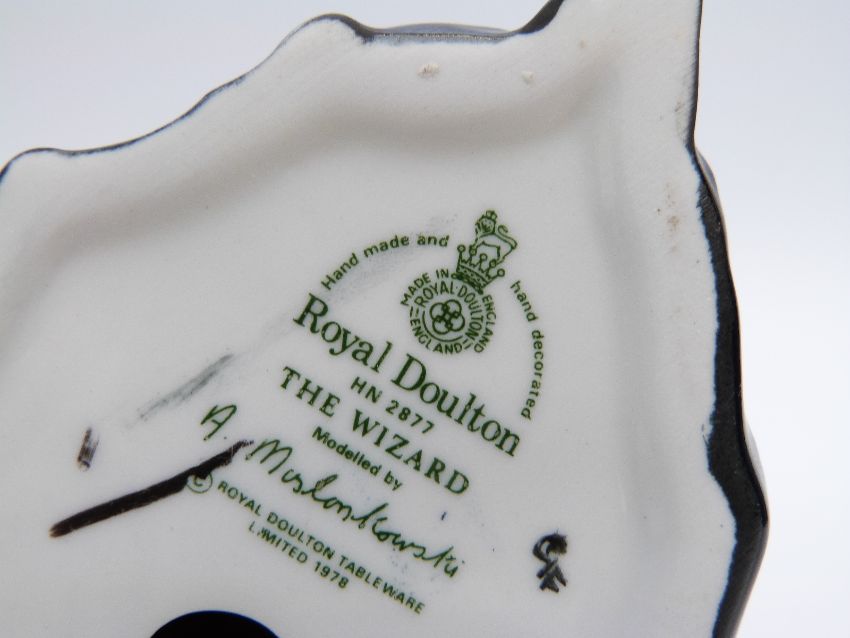 Hand made and hand decorated
MADE IN ENGLAND
ROYAL·DOULTON
ENGLAND
Royal Doulton
HN 2877
THE WIZARD
Modelled by
A. Maslankowski
© ROYAL DOULTON TABLEWARE
LIMITED 1978